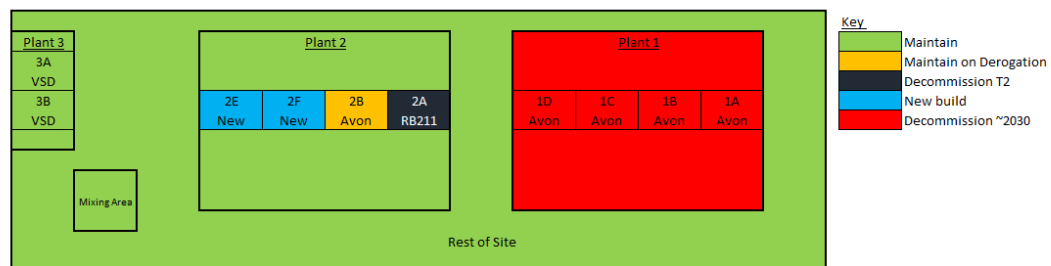 Plant 3
3A
VSD
3B
VSD
Mixing Area
Plant 2
2E 2F 2B 2A
New New Avon RB211
Plant 1
1D 1C 1B 1A
Avon Avon Avon Avon
Rest of Site
Key
Maintain
Maintain on Derogation
Decommission T2
New build
Decommission ~2030